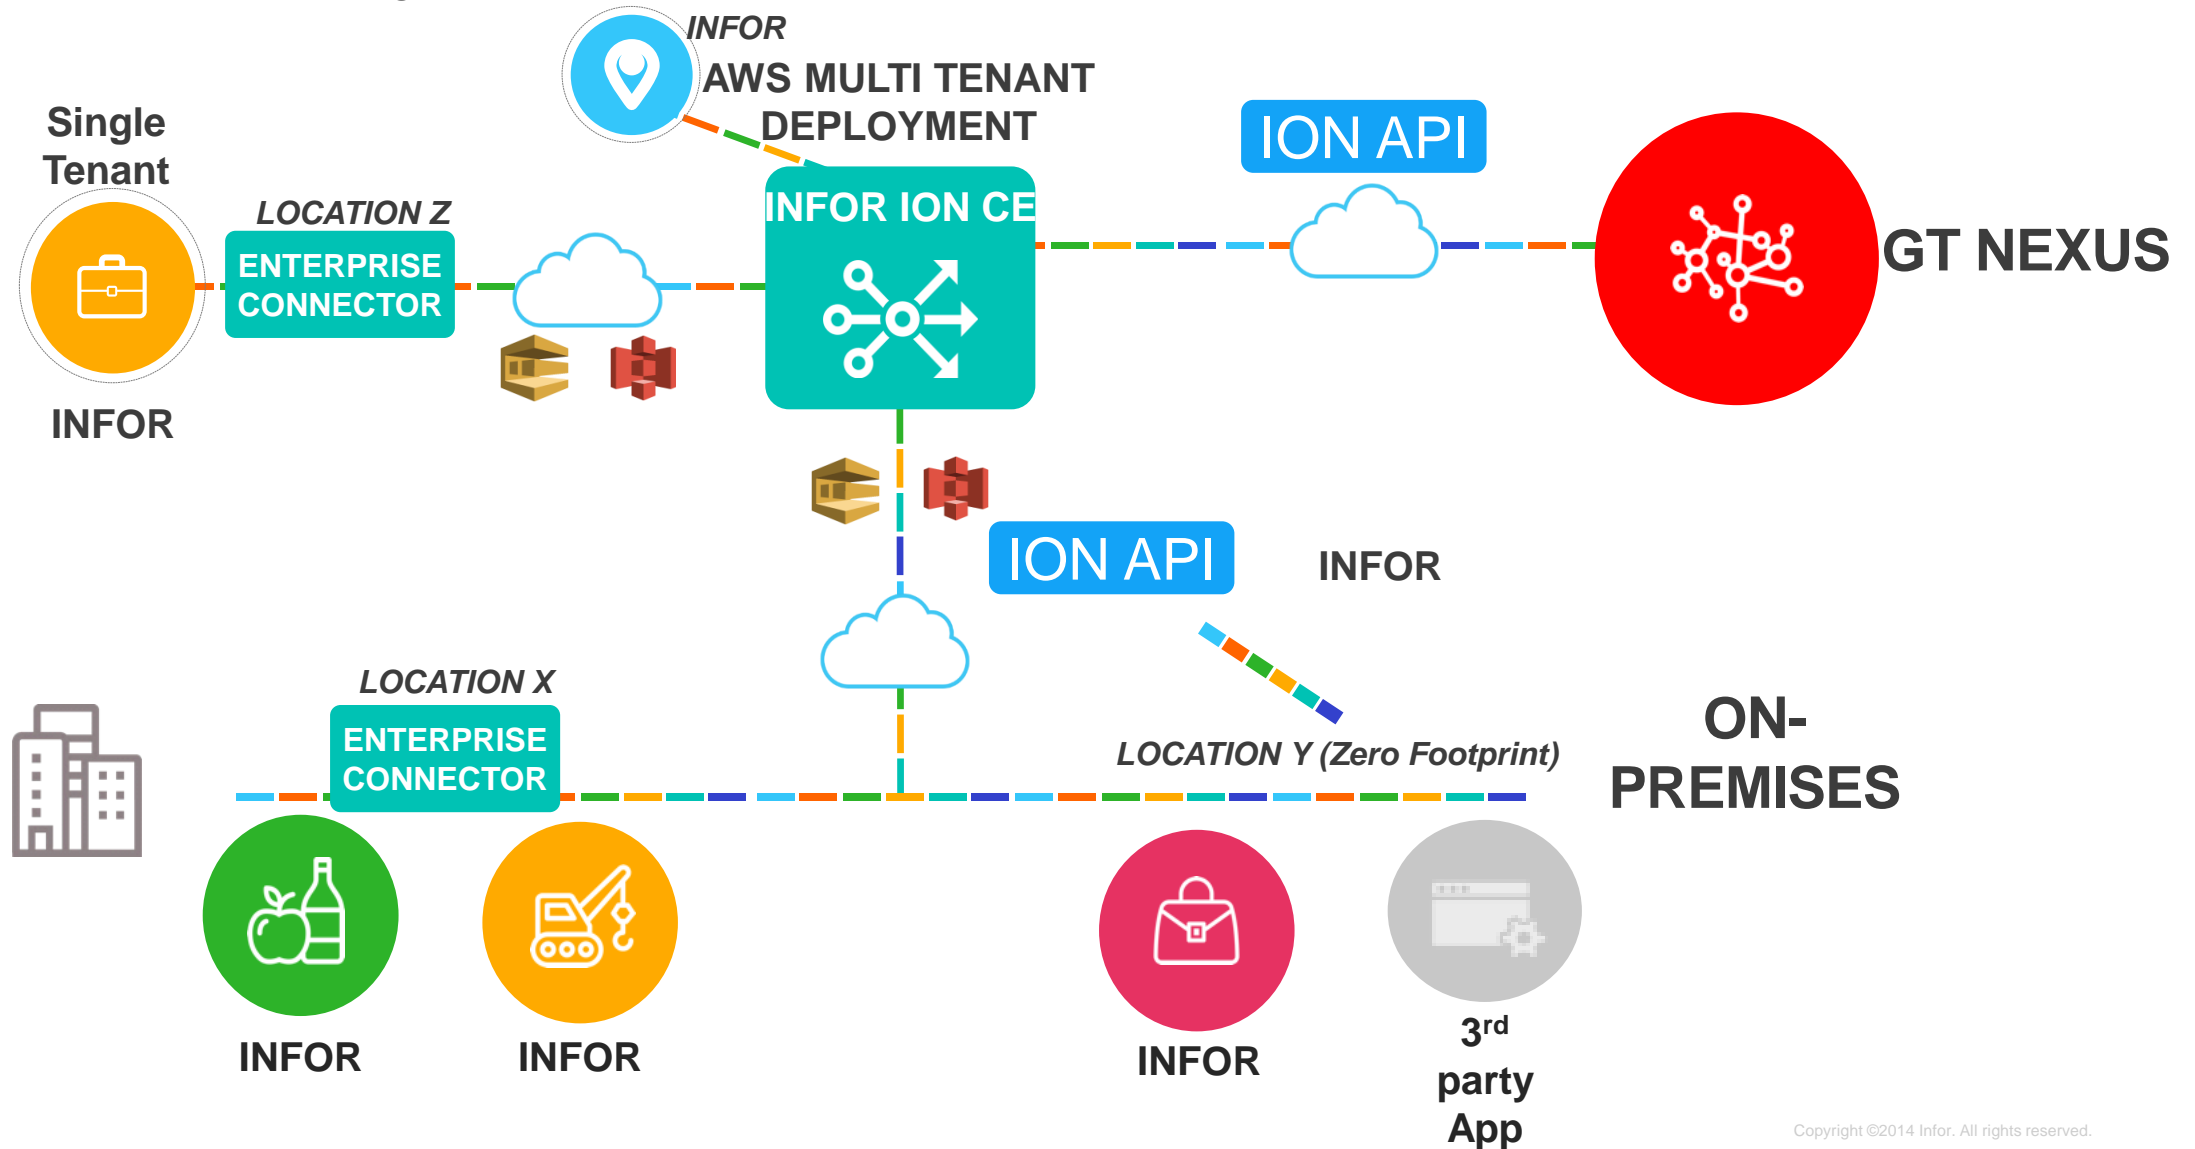 INFOR
AWS MULTI TENANT
DEPLOYMENT
Single
Tenant
ION API
LOCATION Z
INFOR ION CE
ENTERPRISE
CONNECTOR
GT NEXUS
INFOR
ION API
INFOR
LOCATION X
ENTERPRISE
CONNECTOR
LOCATION Y (Zero Footprint)
ON-
PREMISES
INFOR
INFOR
INFOR
3rd
party
App
Copyright ©2014 Infor. All rights reserved.